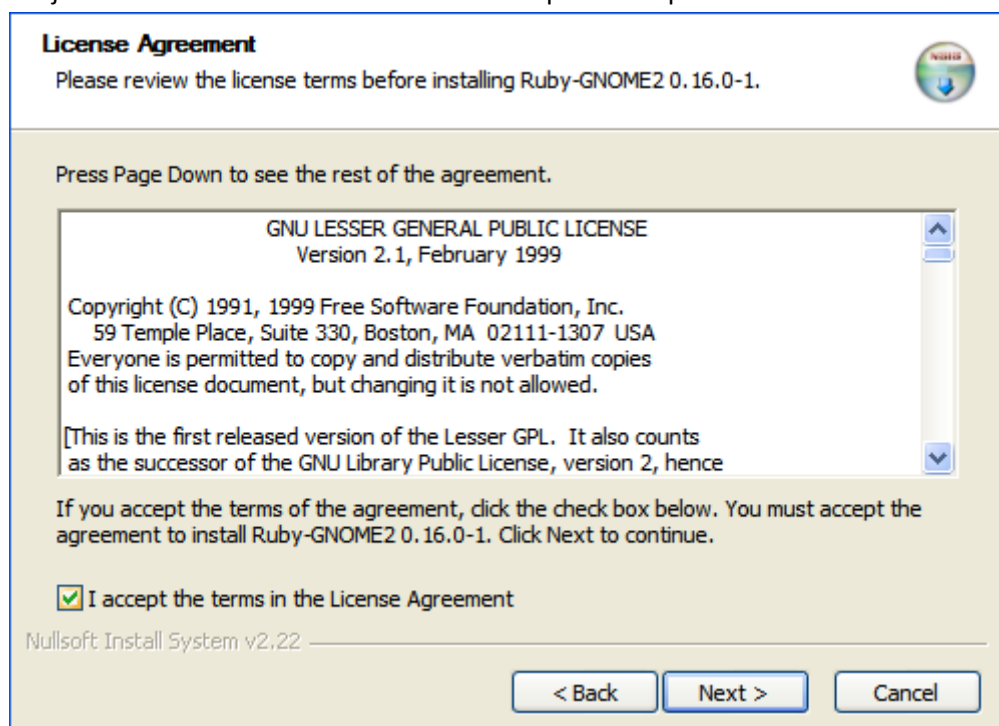 License Agreement
Please review the license terms before installing Ruby-GNOME2 0.16.0-1.
Press Page Down to see the rest of the agreement.
GNU LESSER GENERAL PUBLIC LICENSE
Version 2.1, February 1999
Copyright (C) 1991, 1999 Free Software Foundation, Inc.
59 Temple Place, Suite 330, Boston, MA  02111-1307  USA
Everyone is permitted to copy and distribute verbatim copies
of this license document, but changing it is not allowed.
[This is the first released version of the Lesser GPL.  It also counts
as the successor of the GNU Library Public License, version 2, hence
If you accept the terms of the agreement, click the check box below. You must accept the
agreement to install Ruby-GNOME2 0.16.0-1. Click Next to continue.
I accept the terms in the License Agreement
Nullsoft Install System v2.22
< Back
Next >
Cancel